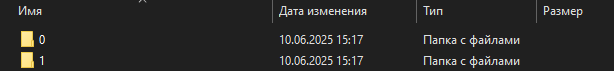 Имя Дата изменения Тип Размер
0 10.06.2025 15:17 Папка с файлами
1 10.06.2025 15:17 Папка с файлами